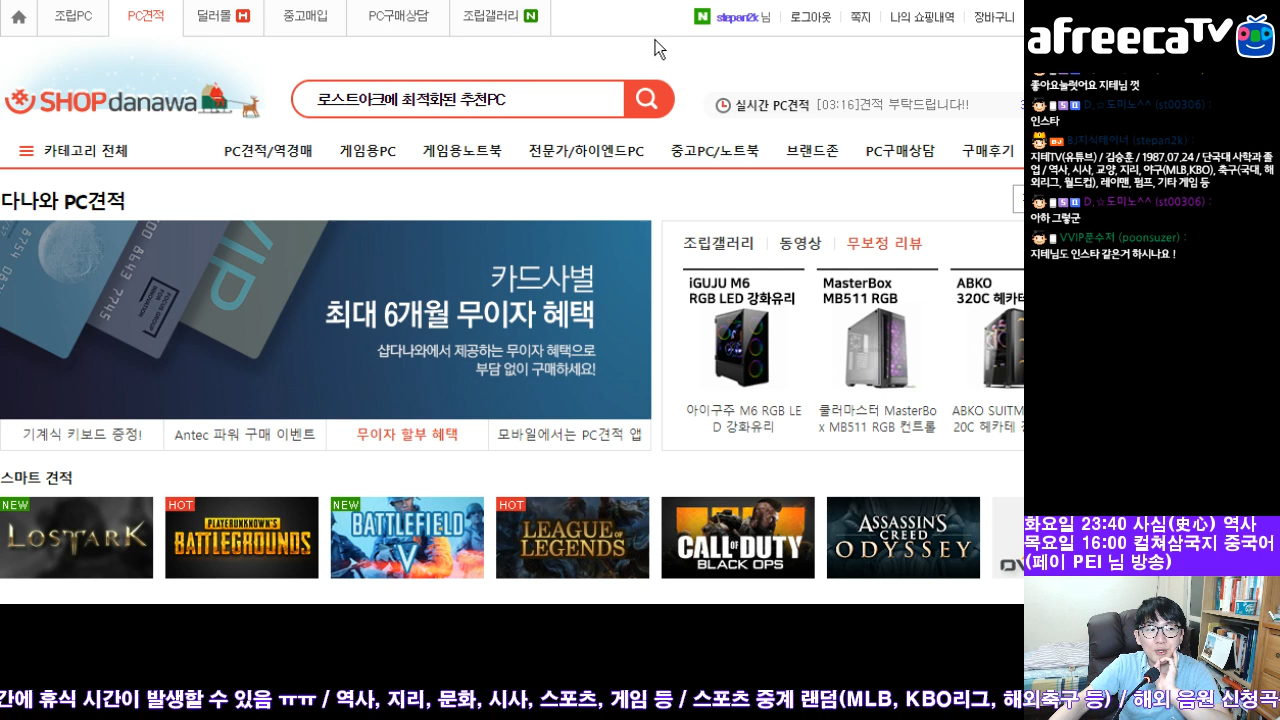 조립PC PC견적 딜러몰 H 중고매입 PC구매상담 조립갤러리 N
N stepan2k 님 로그아웃 쪽지 나의 쇼핑내역 장바구니
afreecaTV
SHOPdanawa
로스트아크에 최적화된 추천PC
실시간 PC견적 [03:16]견적 부탁드립니다!!
카테고리 전체 PC견적/역경매 게임용PC 게임용노트북 전문가/하이엔드PC 중고PC/노트북 브랜드존 PC구매상담 구매후기
다나와 PC견적
VIP
카드사별
최대 6개월 무이자 혜택
샵다나와에서 제공하는 무이자 혜택으로
부담 없이 구매하세요!
기계식 키보드 증정! Antec 파워 구매 이벤트 무이자 할부 혜택 모바일에서는 PC견적 앱
조립갤러리 동영상 무보정 리뷰
iGUJU M6
RGB LED 강화유리
MasterBox
MB511 RGB
ABKO
320C 헤카테
아이구주 M6 RGB LE
D 강화유리
쿨러마스터 MasterBo
x MB511 RGB 컨트롤
ABKO SUITM
20C 헤카테
스마트 견적
NEW
LOST ARK
HOT
PLAYERUNKNOWN'S
BATTLEGROUNDS
NEW
BATTLEFIELD
V
HOT
LEAGUE OF
LEGENDS
CALL OF DUTY
BLACK OPS
ASSASSIN'S
CREED
ODYSSEY
좋아요눌럿어요 지테님 껏
D,☆도미노^^ (st00306) :
인스타
BJ지식테이너 (stepan2k) :
지테TV(유튜브) / 김승훈 / 1987.07.24 / 단국대 사학과 졸
업 / 역사, 시사, 교양, 지리, 야구(MLB,KBO), 축구(국대, 해
외리그, 월드컵), 레이맨, 펌프, 기타 게임 등
D,☆도미노^^ (st00306) :
아하 그렇군
VVIP푼수저 (poonsuzer) :
지테님도 인스타 같은거 하시나요 !
화요일 23:40 사심(史心) 역사
목요일 16:00 컬쳐삼국지 중국어
(페이 PEI 님 방송)
간에 휴식 시간이 발생할 수 있음 ㅠㅠ / 역사, 지리, 문화, 시사, 스포츠, 게임 등 / 스포츠 중계 랜덤(MLB, KBO리그, 해외축구 등) / 해외 음원 신청곡